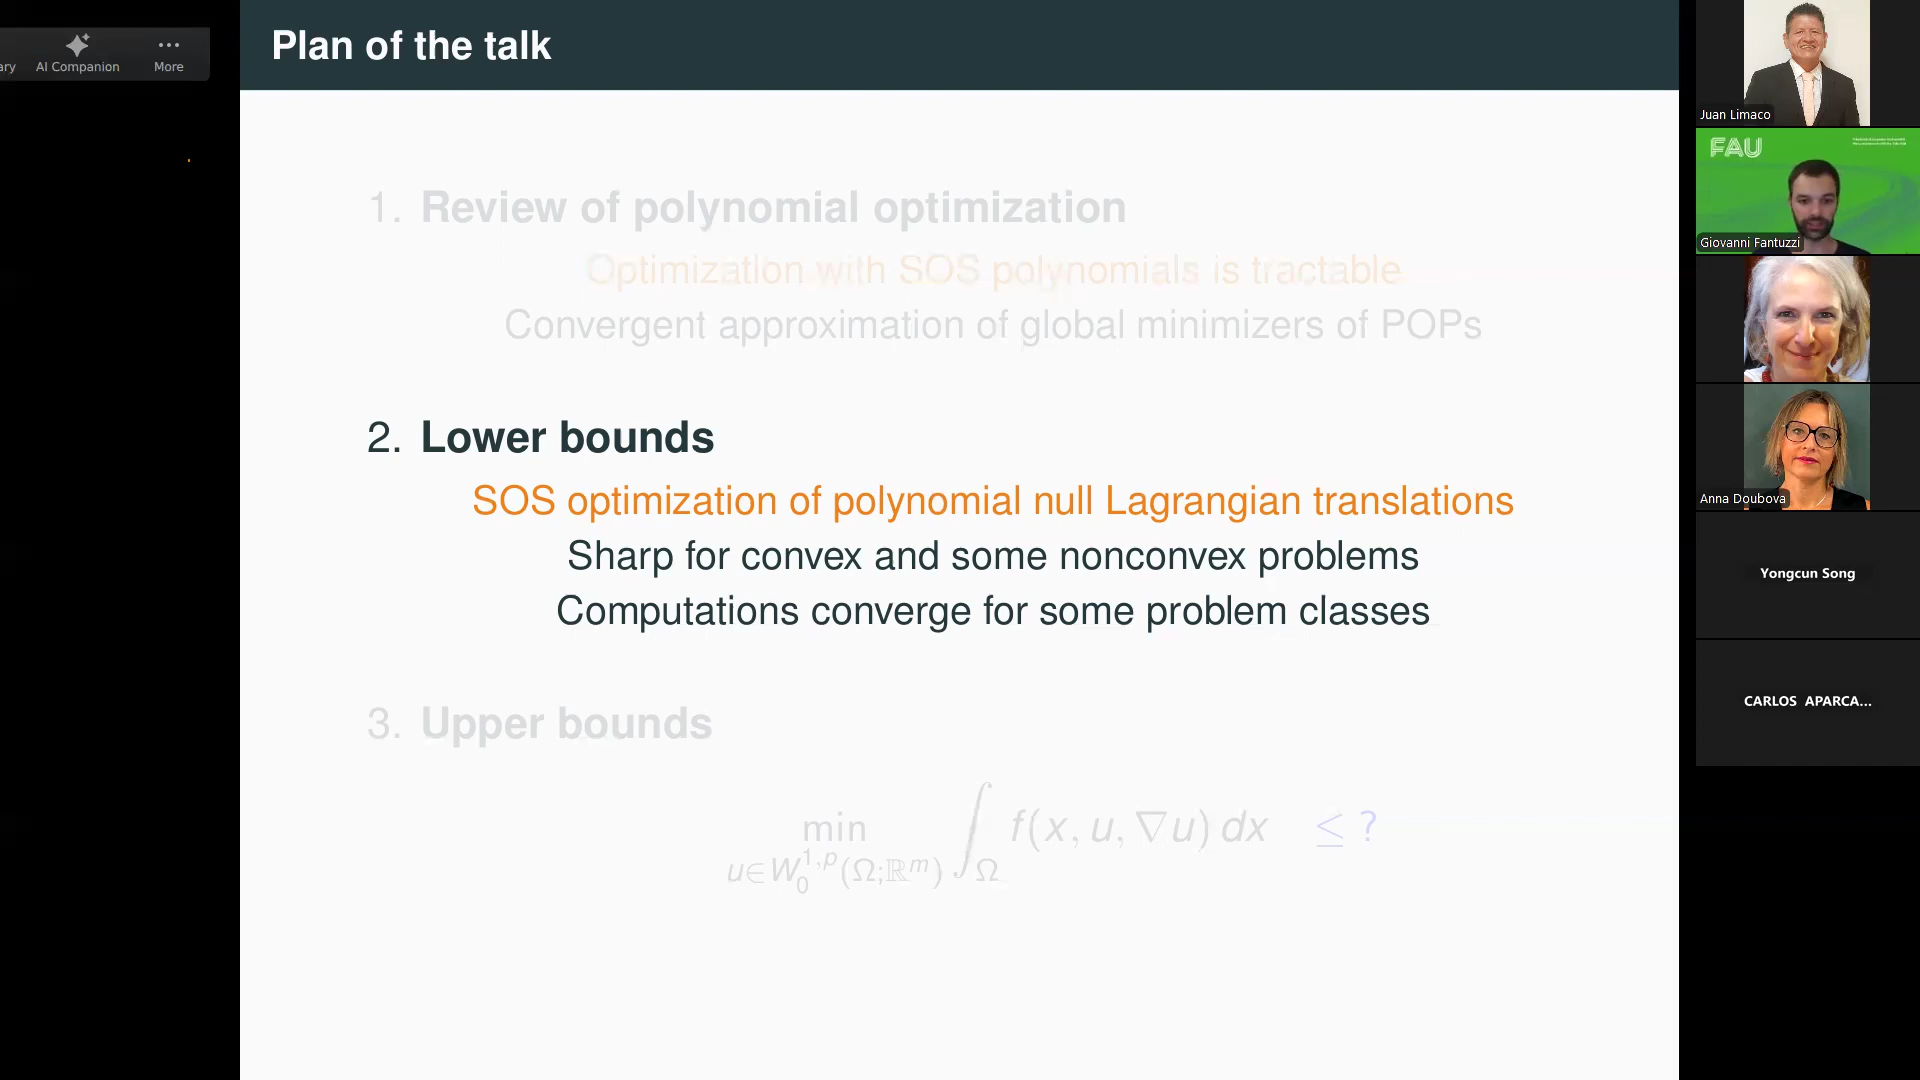 ary
AI Companion
More
Plan of the talk
1. Review of polynomial optimization
Optimization with SOS polynomials is tractable
Convergent approximation of global minimizers of POPs
2. Lower bounds
SOS optimization of polynomial null Lagrangian translations
Sharp for convex and some nonconvex problems
Computations converge for some problem classes
3. Upper bounds
min_{u∈W_0^{1,p}(Ω;ℝ^m)} ∫_Ω f(x, u, ∇u) dx ≤ ?
Juan Limaco
FAU
Giovanni Fantuzzi
Anna Doubova
Yongcun Song
CARLOS APARCA...